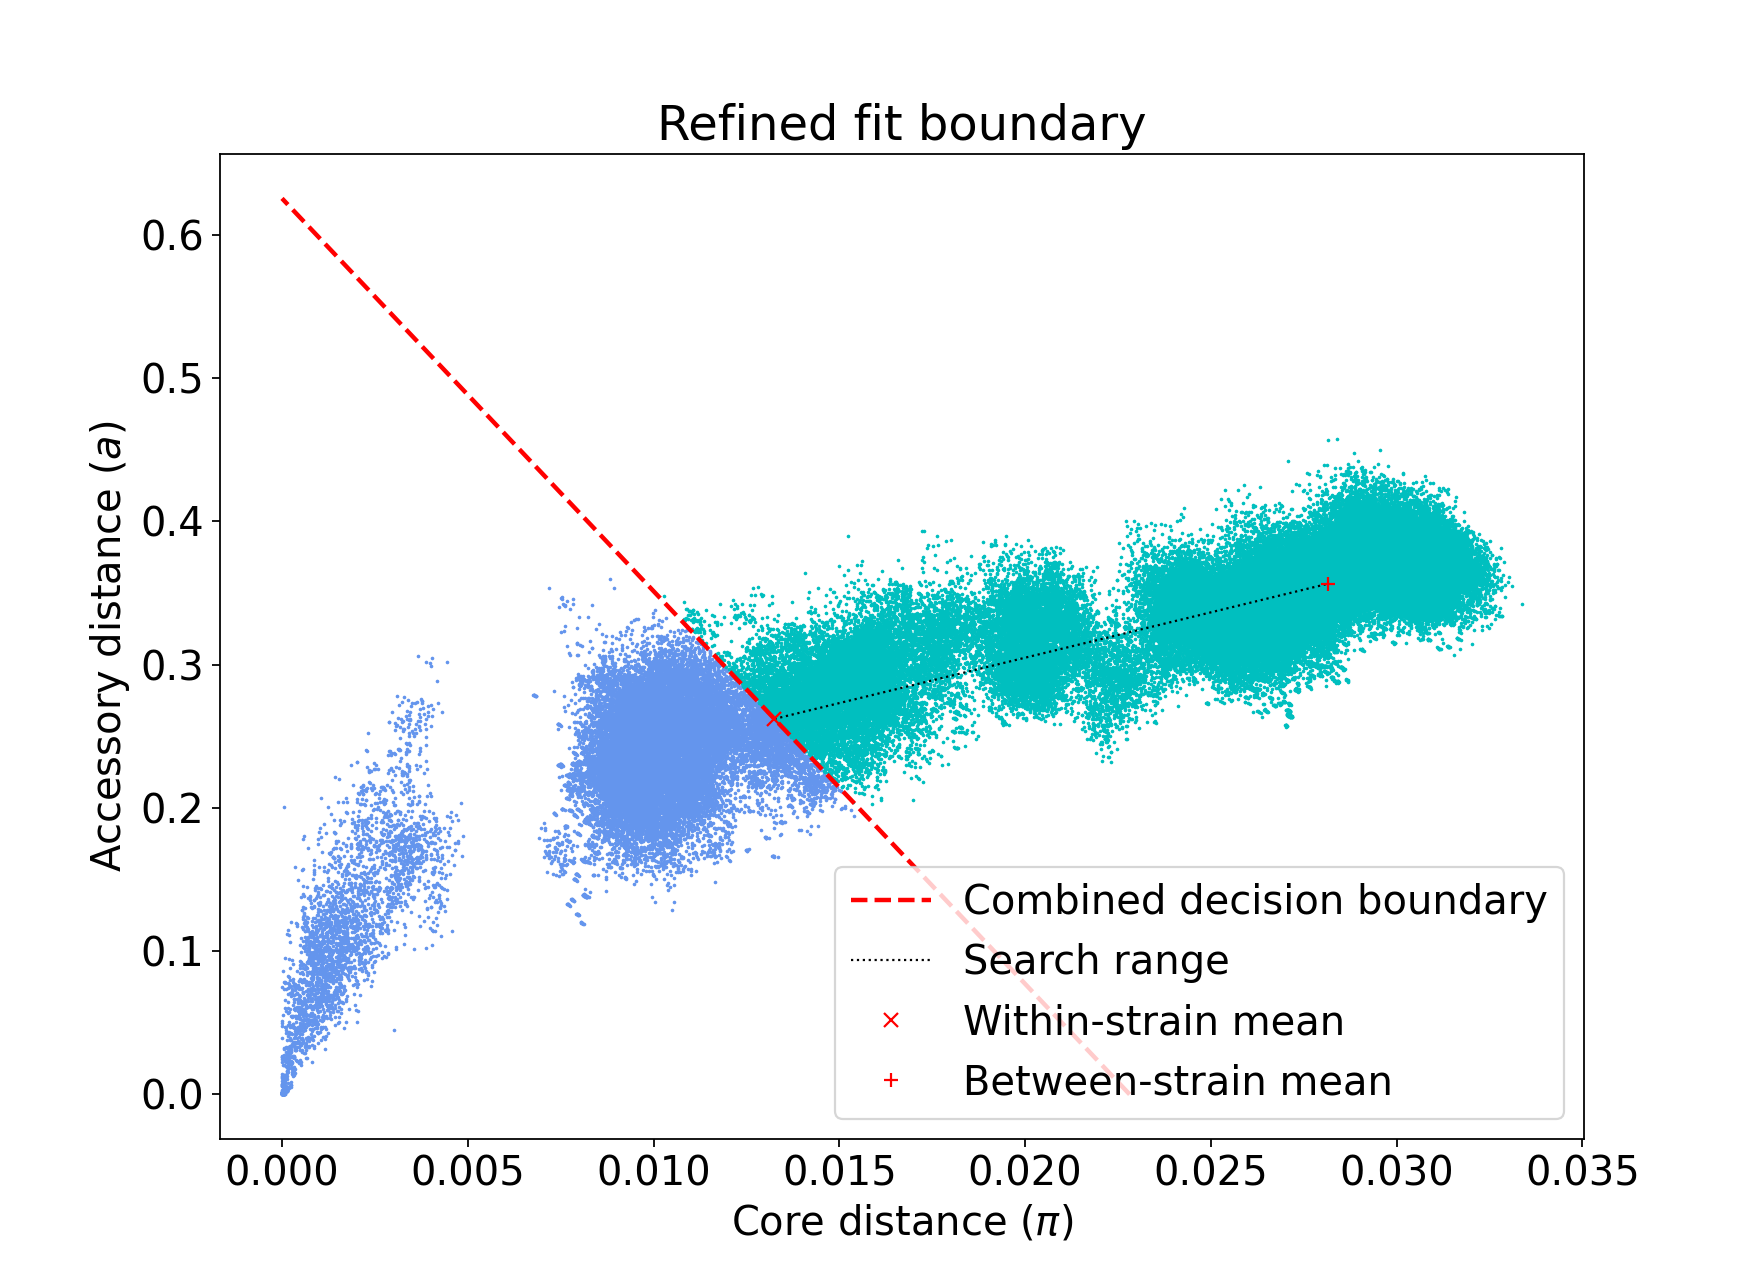 Refined fit boundary
0.6
0.5
0.4
0.3
0.2
0.1
0.0
Accessory distance (a)
Combined decision boundary
Search range
Within-strain mean
Between-strain mean
0.000 0.005 0.010 0.015 0.020 0.025 0.030 0.035
Core distance (π)